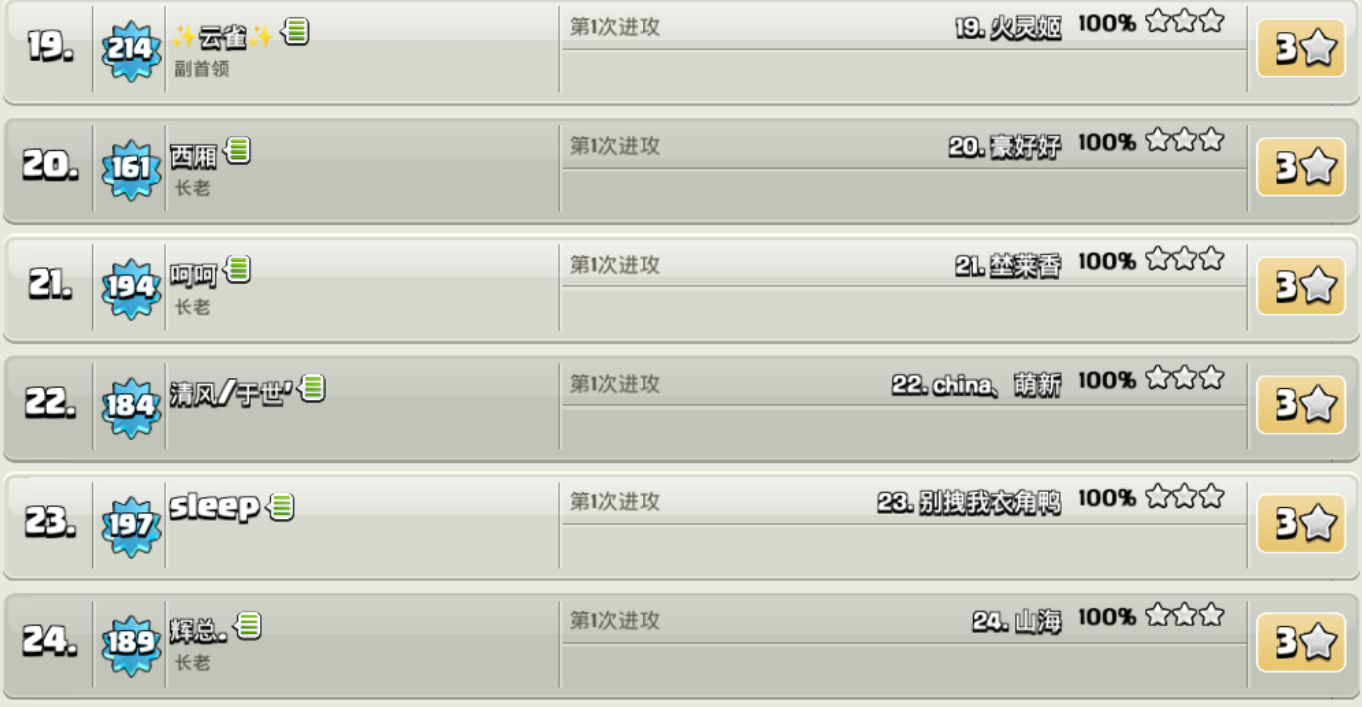 19. 214 ✨云雀✨ 第1次进攻 19. 火灵姬 100% 3
副首领
20. 161 西厢 第1次进攻 20. 豪好好 100% 3
长老
21. 194 呵呵 第1次进攻 21. 埜莱香 100% 3
长老
22. 184 清风/于世' 第1次进攻 22. china、萌新 100% 3
23. 197 sleep 第1次进攻 23. 别拽我衣角鸭 100% 3
24. 189 辉总. 第1次进攻 24. 山海 100% 3
长老